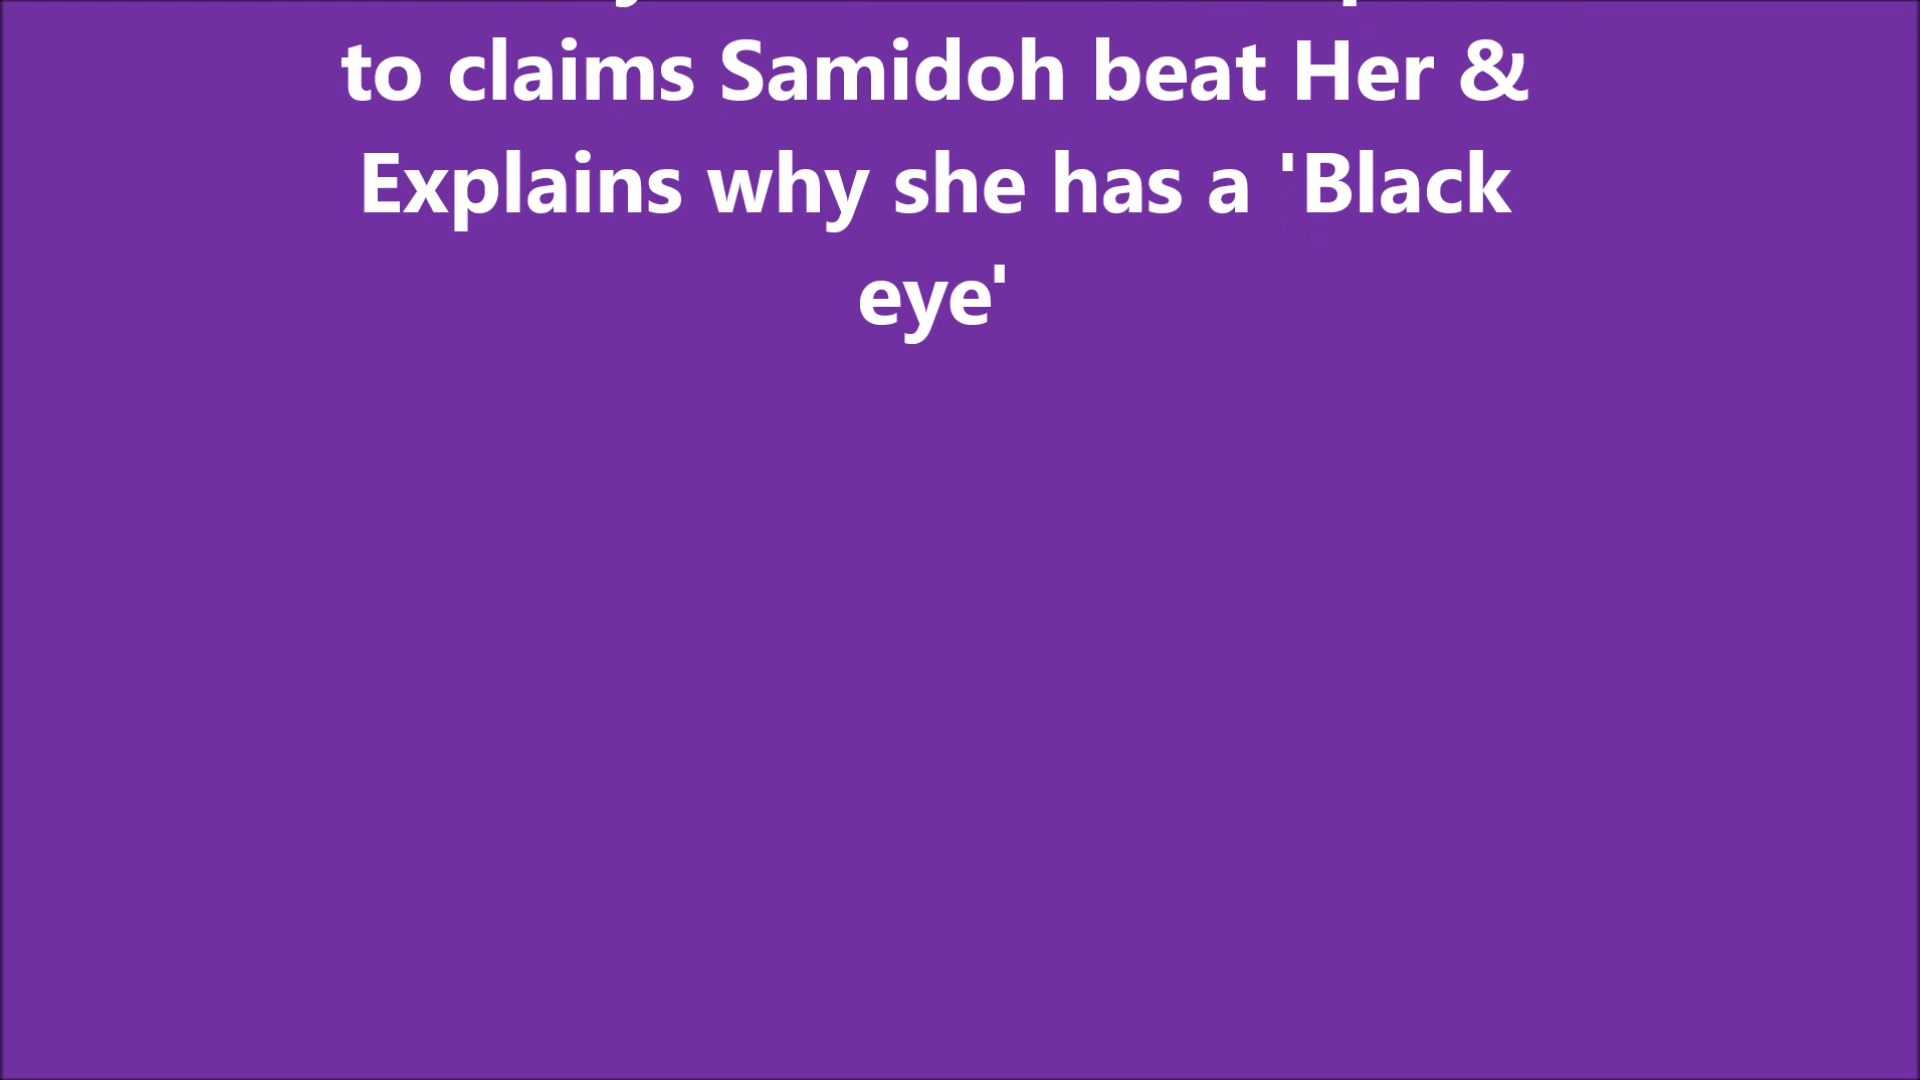 to claims Samidoh beat Her &
Explains why she has a 'Black
eye'